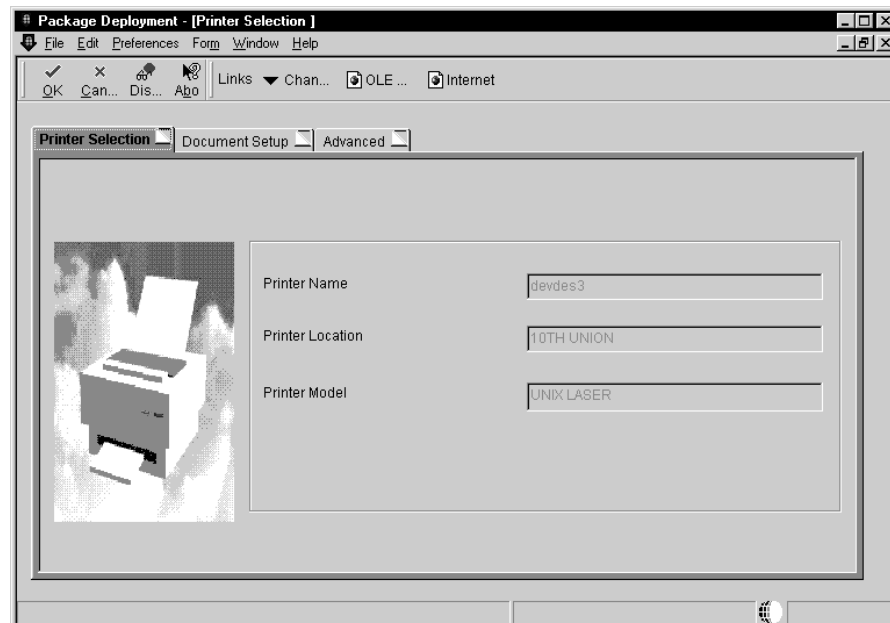 Package Deployment - [Printer Selection ]
File Edit Preferences Form Window Help
OK Can... Dis... Abo Links Chan... OLE ... Internet
Printer Selection Document Setup Advanced
Printer Name devdes3
Printer Location 10TH UNION
Printer Model UNIX LASER